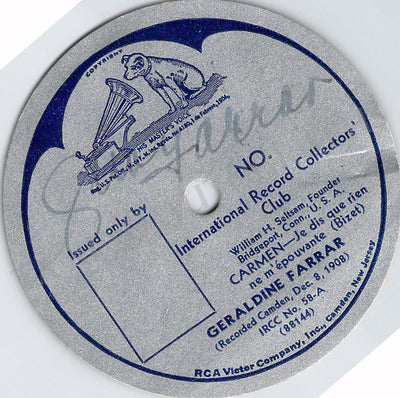 COPYRIGHT
HIS MASTER'S VOICE
NO.
Issued only by
International Record Collectors'
Club
William H. Seltsam, Founder
Bridgeport, Conn., U. S. A.
CARMEN—Je dis que rien
ne m'épouvante (Bizet)
GERALDINE FARRAR
(Recorded Camden, Dec. 8, 1908)
IRCC No. 58-A
(88144)
RCA Victor Company, Inc., Camden, New Jersey
Farrar